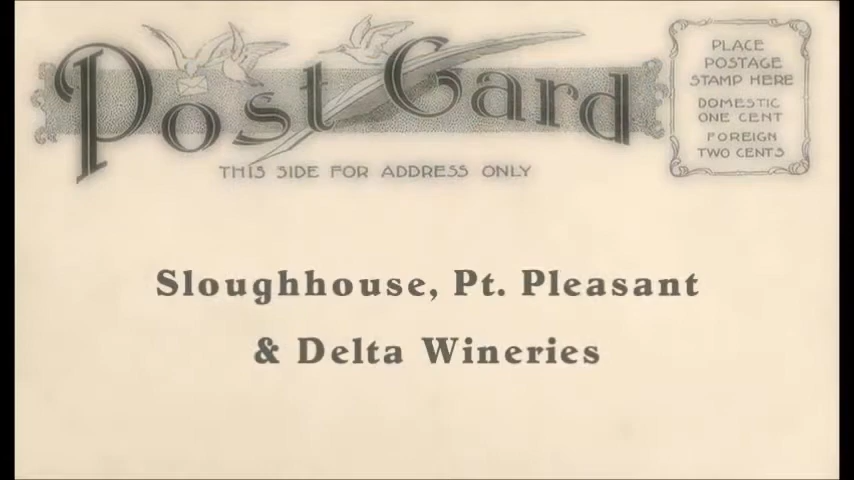 Post Card
THIS SIDE FOR ADDRESS ONLY
PLACE
POSTAGE
STAMP HERE
DOMESTIC
ONE CENT
FOREIGN
TWO CENTS
Sloughhouse, Pt. Pleasant
& Delta Wineries